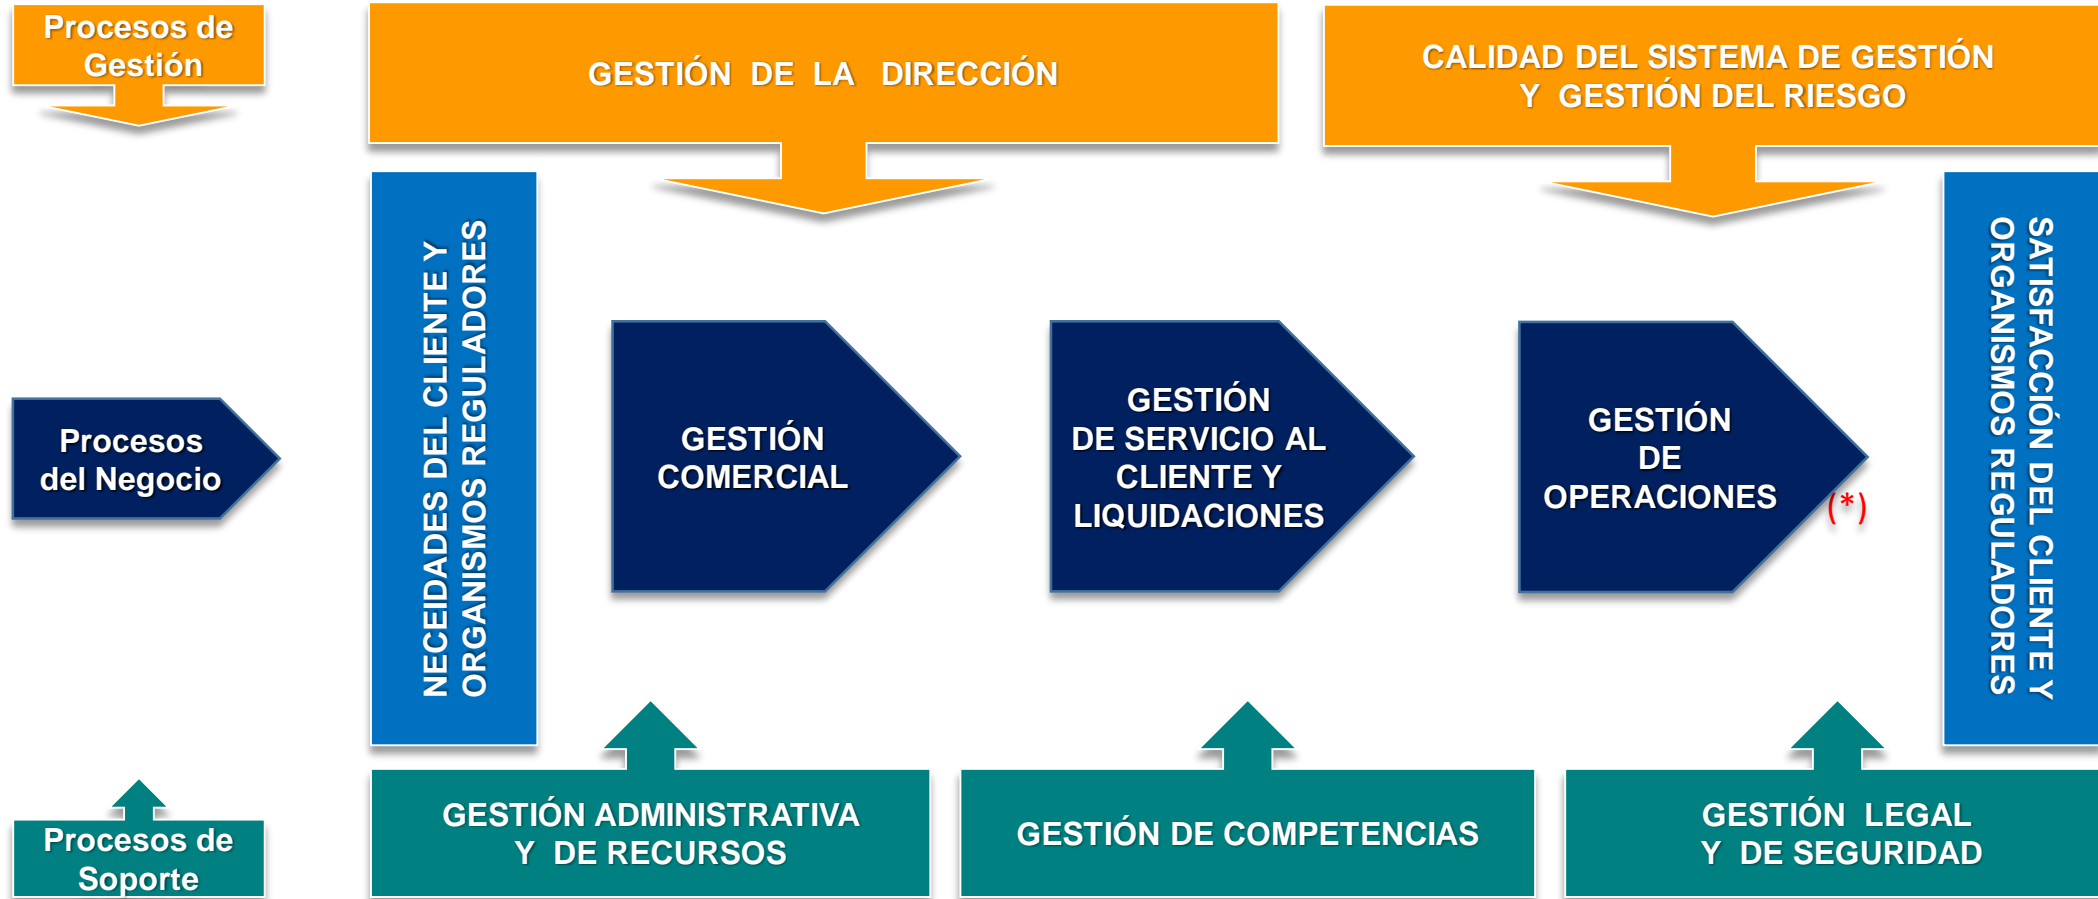 Procesos de
Gestión
GESTIÓN DE LA DIRECCIÓN
CALIDAD DEL SISTEMA DE GESTIÓN
Y GESTIÓN DEL RIESGO
NECEIDADES DEL CLIENTE Y
ORGANISMOS REGULADORES
Procesos
del Negocio
GESTIÓN
COMERCIAL
GESTIÓN
DE SERVICIO AL
CLIENTE Y
LIQUIDACIONES
GESTIÓN
DE
OPERACIONES
(*)
SATISFACCIÓN DEL CLIENTE Y
ORGANISMOS REGULADORES
Procesos de
Soporte
GESTIÓN ADMINISTRATIVA
Y DE RECURSOS
GESTIÓN DE COMPETENCIAS
GESTIÓN LEGAL
Y DE SEGURIDAD